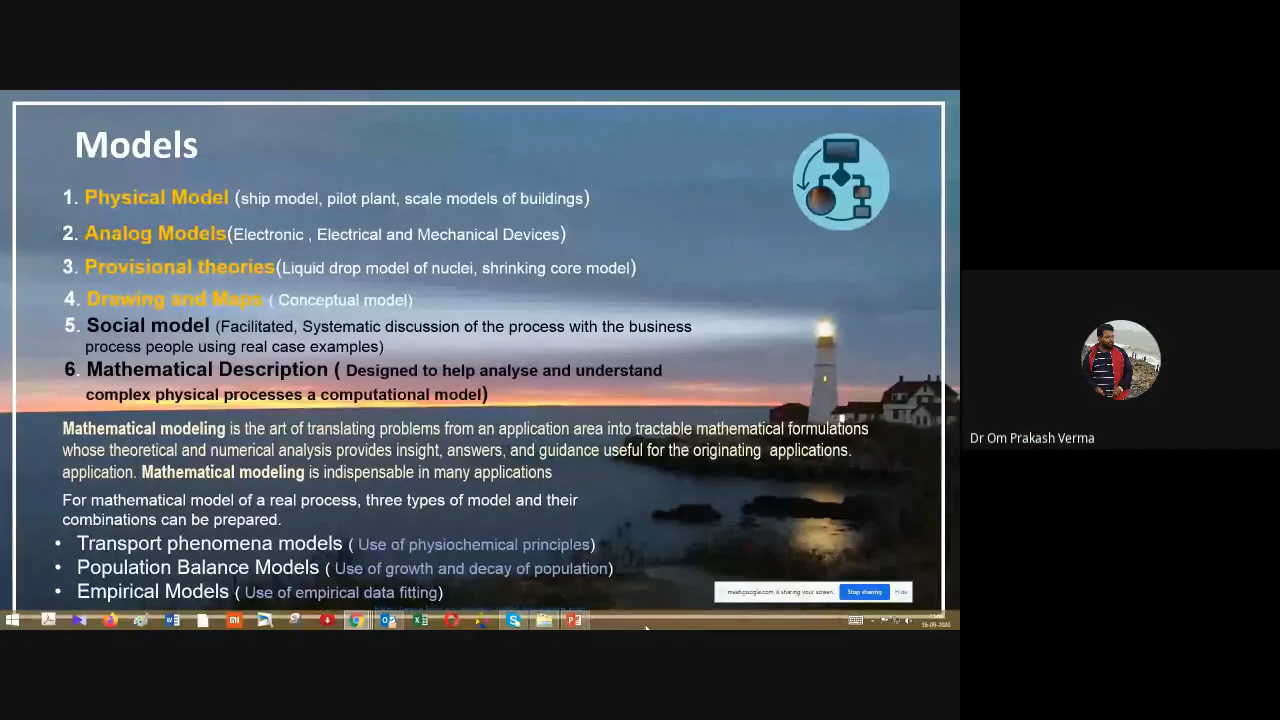 Models
1. Physical Model (ship model, pilot plant, scale models of buildings)
2. Analog Models(Electronic , Electrical and Mechanical Devices)
3. Provisional theories(Liquid drop model of nuclei, shrinking core model)
4. Drewing and Maps ( Conceptual model)
5. Social model (Facilitated, Systematic discussion of the process with the business
process people using real case examples)
6. Mathematical Description ( Designed to help analyse and understand
complex physical processes a computational model)
Mathematical modeling is the art of translating problems from an application area into tractable mathematical formulations
whose theoretical and numerical analysis provides insight, answers, and guidance useful for the originating applications.
application. Mathematical modeling is indispensable in many applications
For mathematical model of a real process, three types of model and their
combinations can be prepared.
• Transport phenomena models ( Use of physiochemical principles)
• Population Balance Models ( Use of growth and decay of population)
• Empirical Models ( Use of empirical data fitting)
meet.google.com is sharing your screen. Stop sharing Hide
16-09-2020
Dr Om Prakash Verma